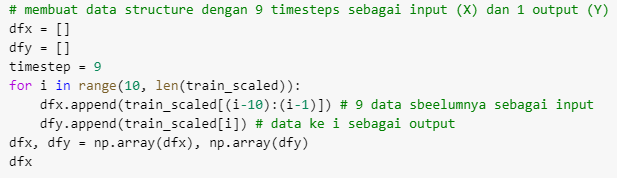 # membuat data structure dengan 9 timesteps sebagai input (X) dan 1 output (Y)
dfx = []
dfy = []
timestep = 9
for i in range(10, len(train_scaled)):
    dfx.append(train_scaled[(i-10):(i-1)]) # 9 data sbeelumnya sebagai input
    dfy.append(train_scaled[i]) # data ke i sebagai output
dfx, dfy = np.array(dfx), np.array(dfy)
dfx